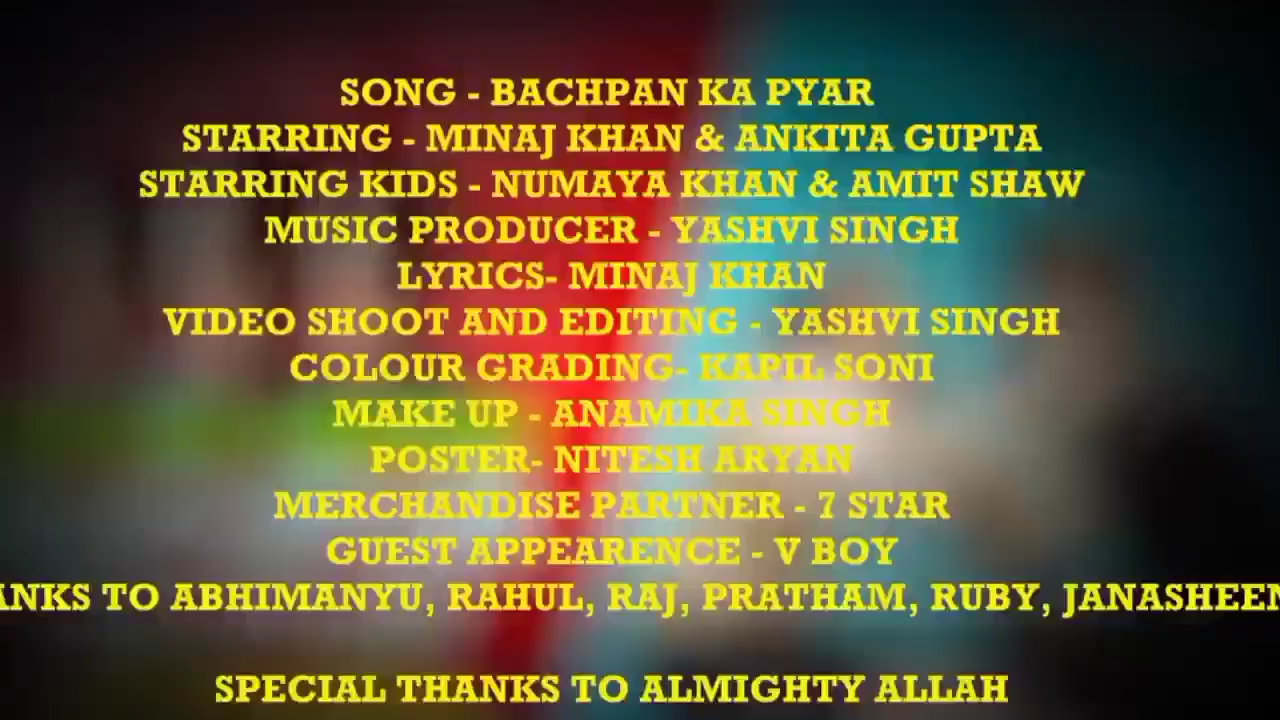 SONG - BACHPAN KA PYAR
STARRING - MINAJ KHAN & ANKITA GUPTA
STARRING KIDS - NUMAYA KHAN & AMIT SHAW
MUSIC PRODUCER - YASHVI SINGH
LYRICS- MINAJ KHAN
VIDEO SHOOT AND EDITING - YASHVI SINGH
COLOUR GRADING- KAPIL SONI
MAKE UP - ANAMIKA SINGH
POSTER- NITESH ARYAN
MERCHANDISE PARTNER - 7 STAR
GUEST APPEARENCE - V BOY
ANKS TO ABHIMANYU, RAHUL, RAJ, PRATHAM, RUBY, JANASHEEN
SPECIAL THANKS TO ALMIGHTY ALLAH